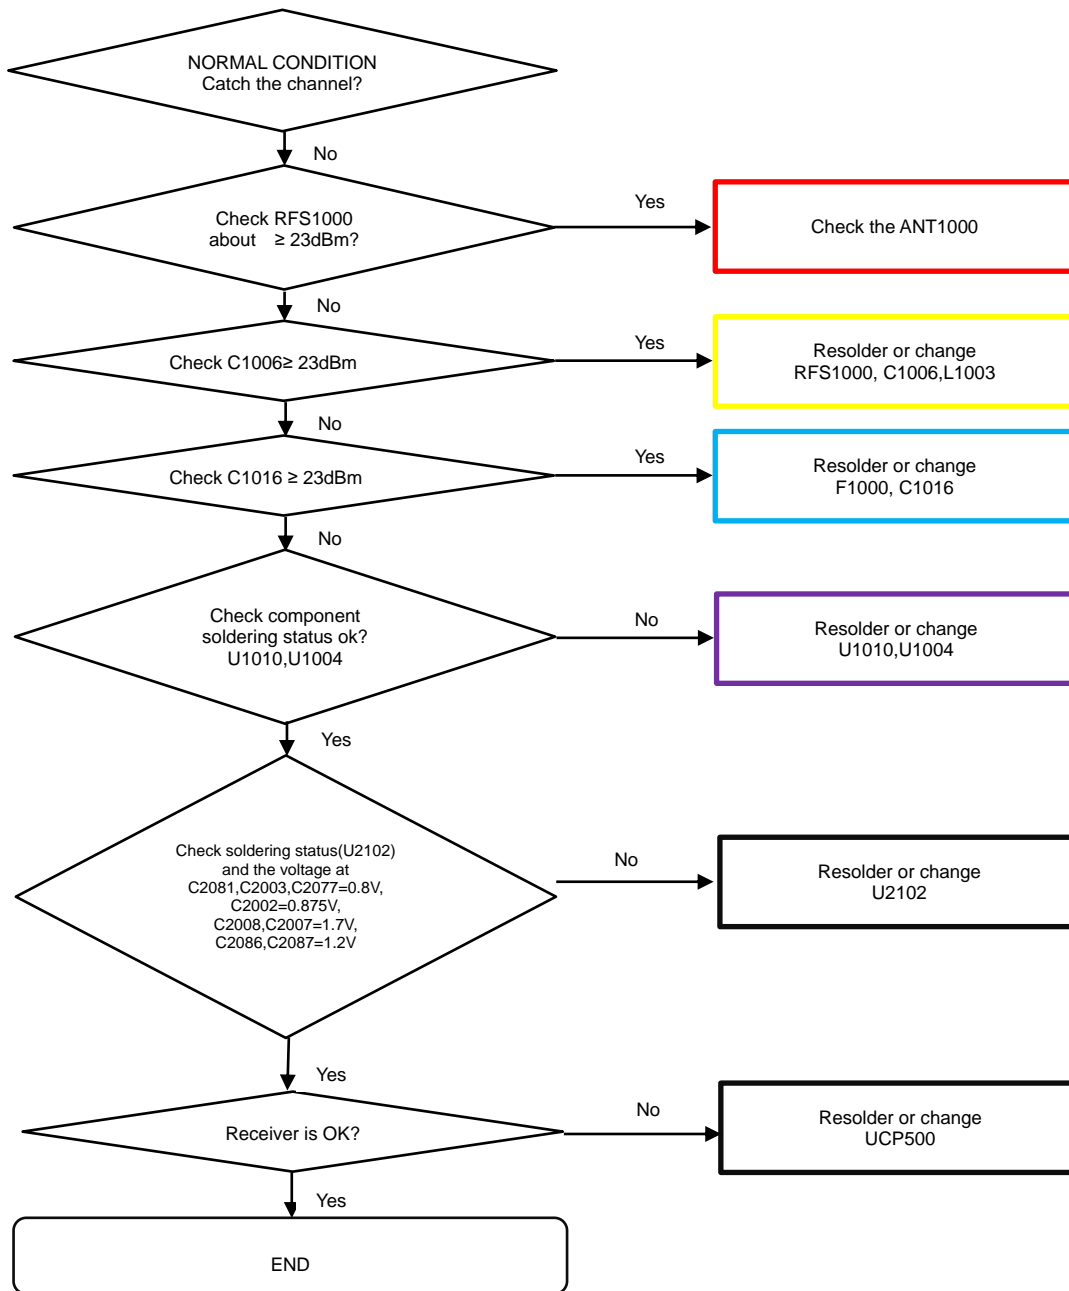 NORMAL CONDITION
Catch the channel?
No
Check RFS1000
about ≥ 23dBm?
Yes
Check the ANT1000
No
Check C1006≥ 23dBm
Yes
Resolder or change
RFS1000, C1006,L1003
No
Check C1016 ≥ 23dBm
Yes
Resolder or change
F1000, C1016
No
Check component
soldering status ok?
U1010,U1004
No
Resolder or change
U1010,U1004
Yes
Check soldering status(U2102)
and the voltage at
C2081,C2003,C2077=0.8V,
C2002=0.875V,
C2008,C2007=1.7V,
C2086,C2087=1.2V
No
Resolder or change
U2102
Yes
Receiver is OK?
No
Resolder or change
UCP500
Yes
END